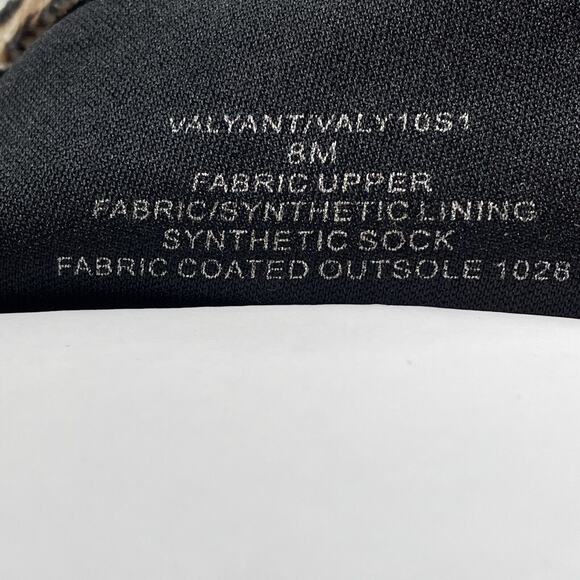 VALYANT/VALY10S1
8M
FABRIC UPPER
FABRIC/SYNTHETIC LINING
SYNTHETIC SOCK
FABRIC COATED OUTSOLE 1028